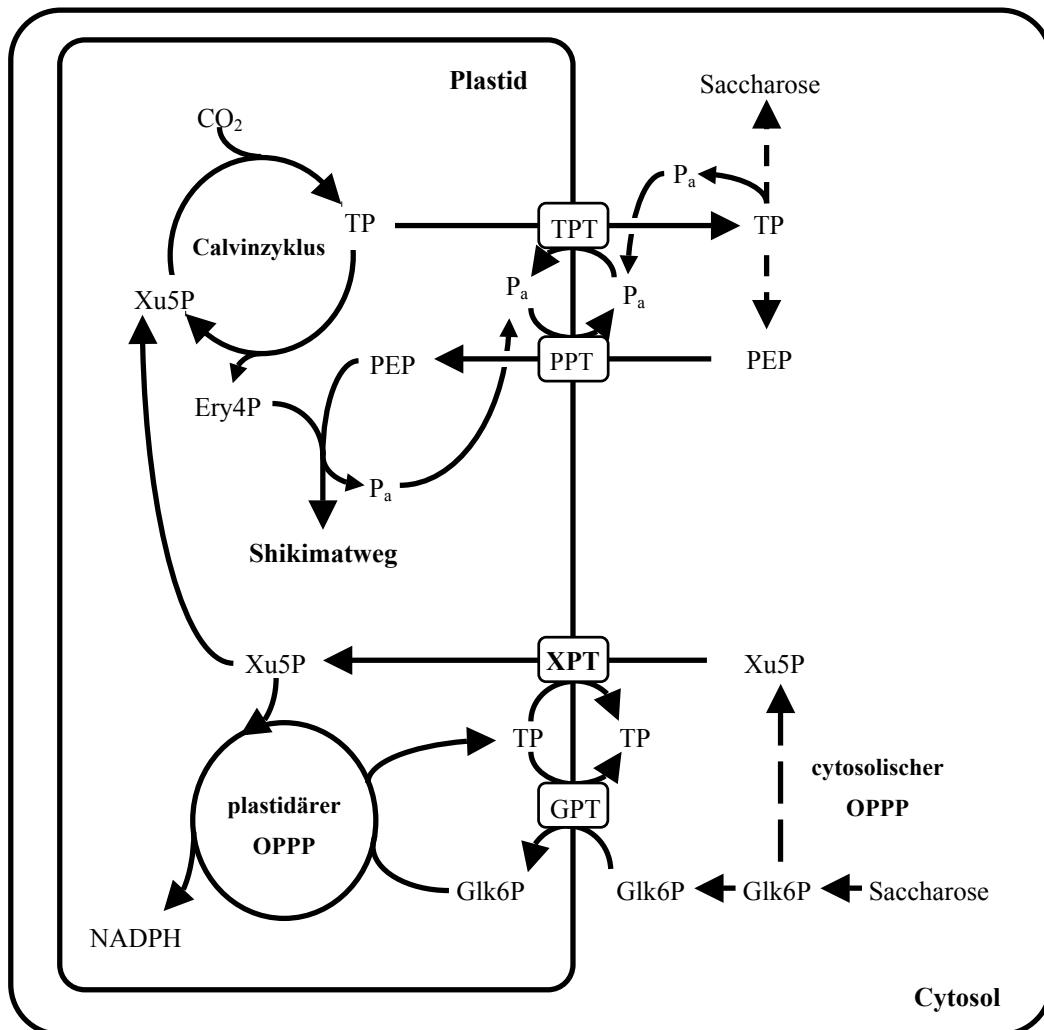 Plastid
Saccharose
CO₂
Pₐ
TP
TPT
TP
Calvinzyklus
Xu5P
Pₐ
Pₐ
PEP
PPT
PEP
Ery4P
Pₐ
Shikimatweg
Xu5P
XPT
Xu5P
TP
TP
cytosolischer
OPPP
plastidärer
OPPP
GPT
Glk6P
Glk6P
Glk6P
Saccharose
NADPH
Cytosol